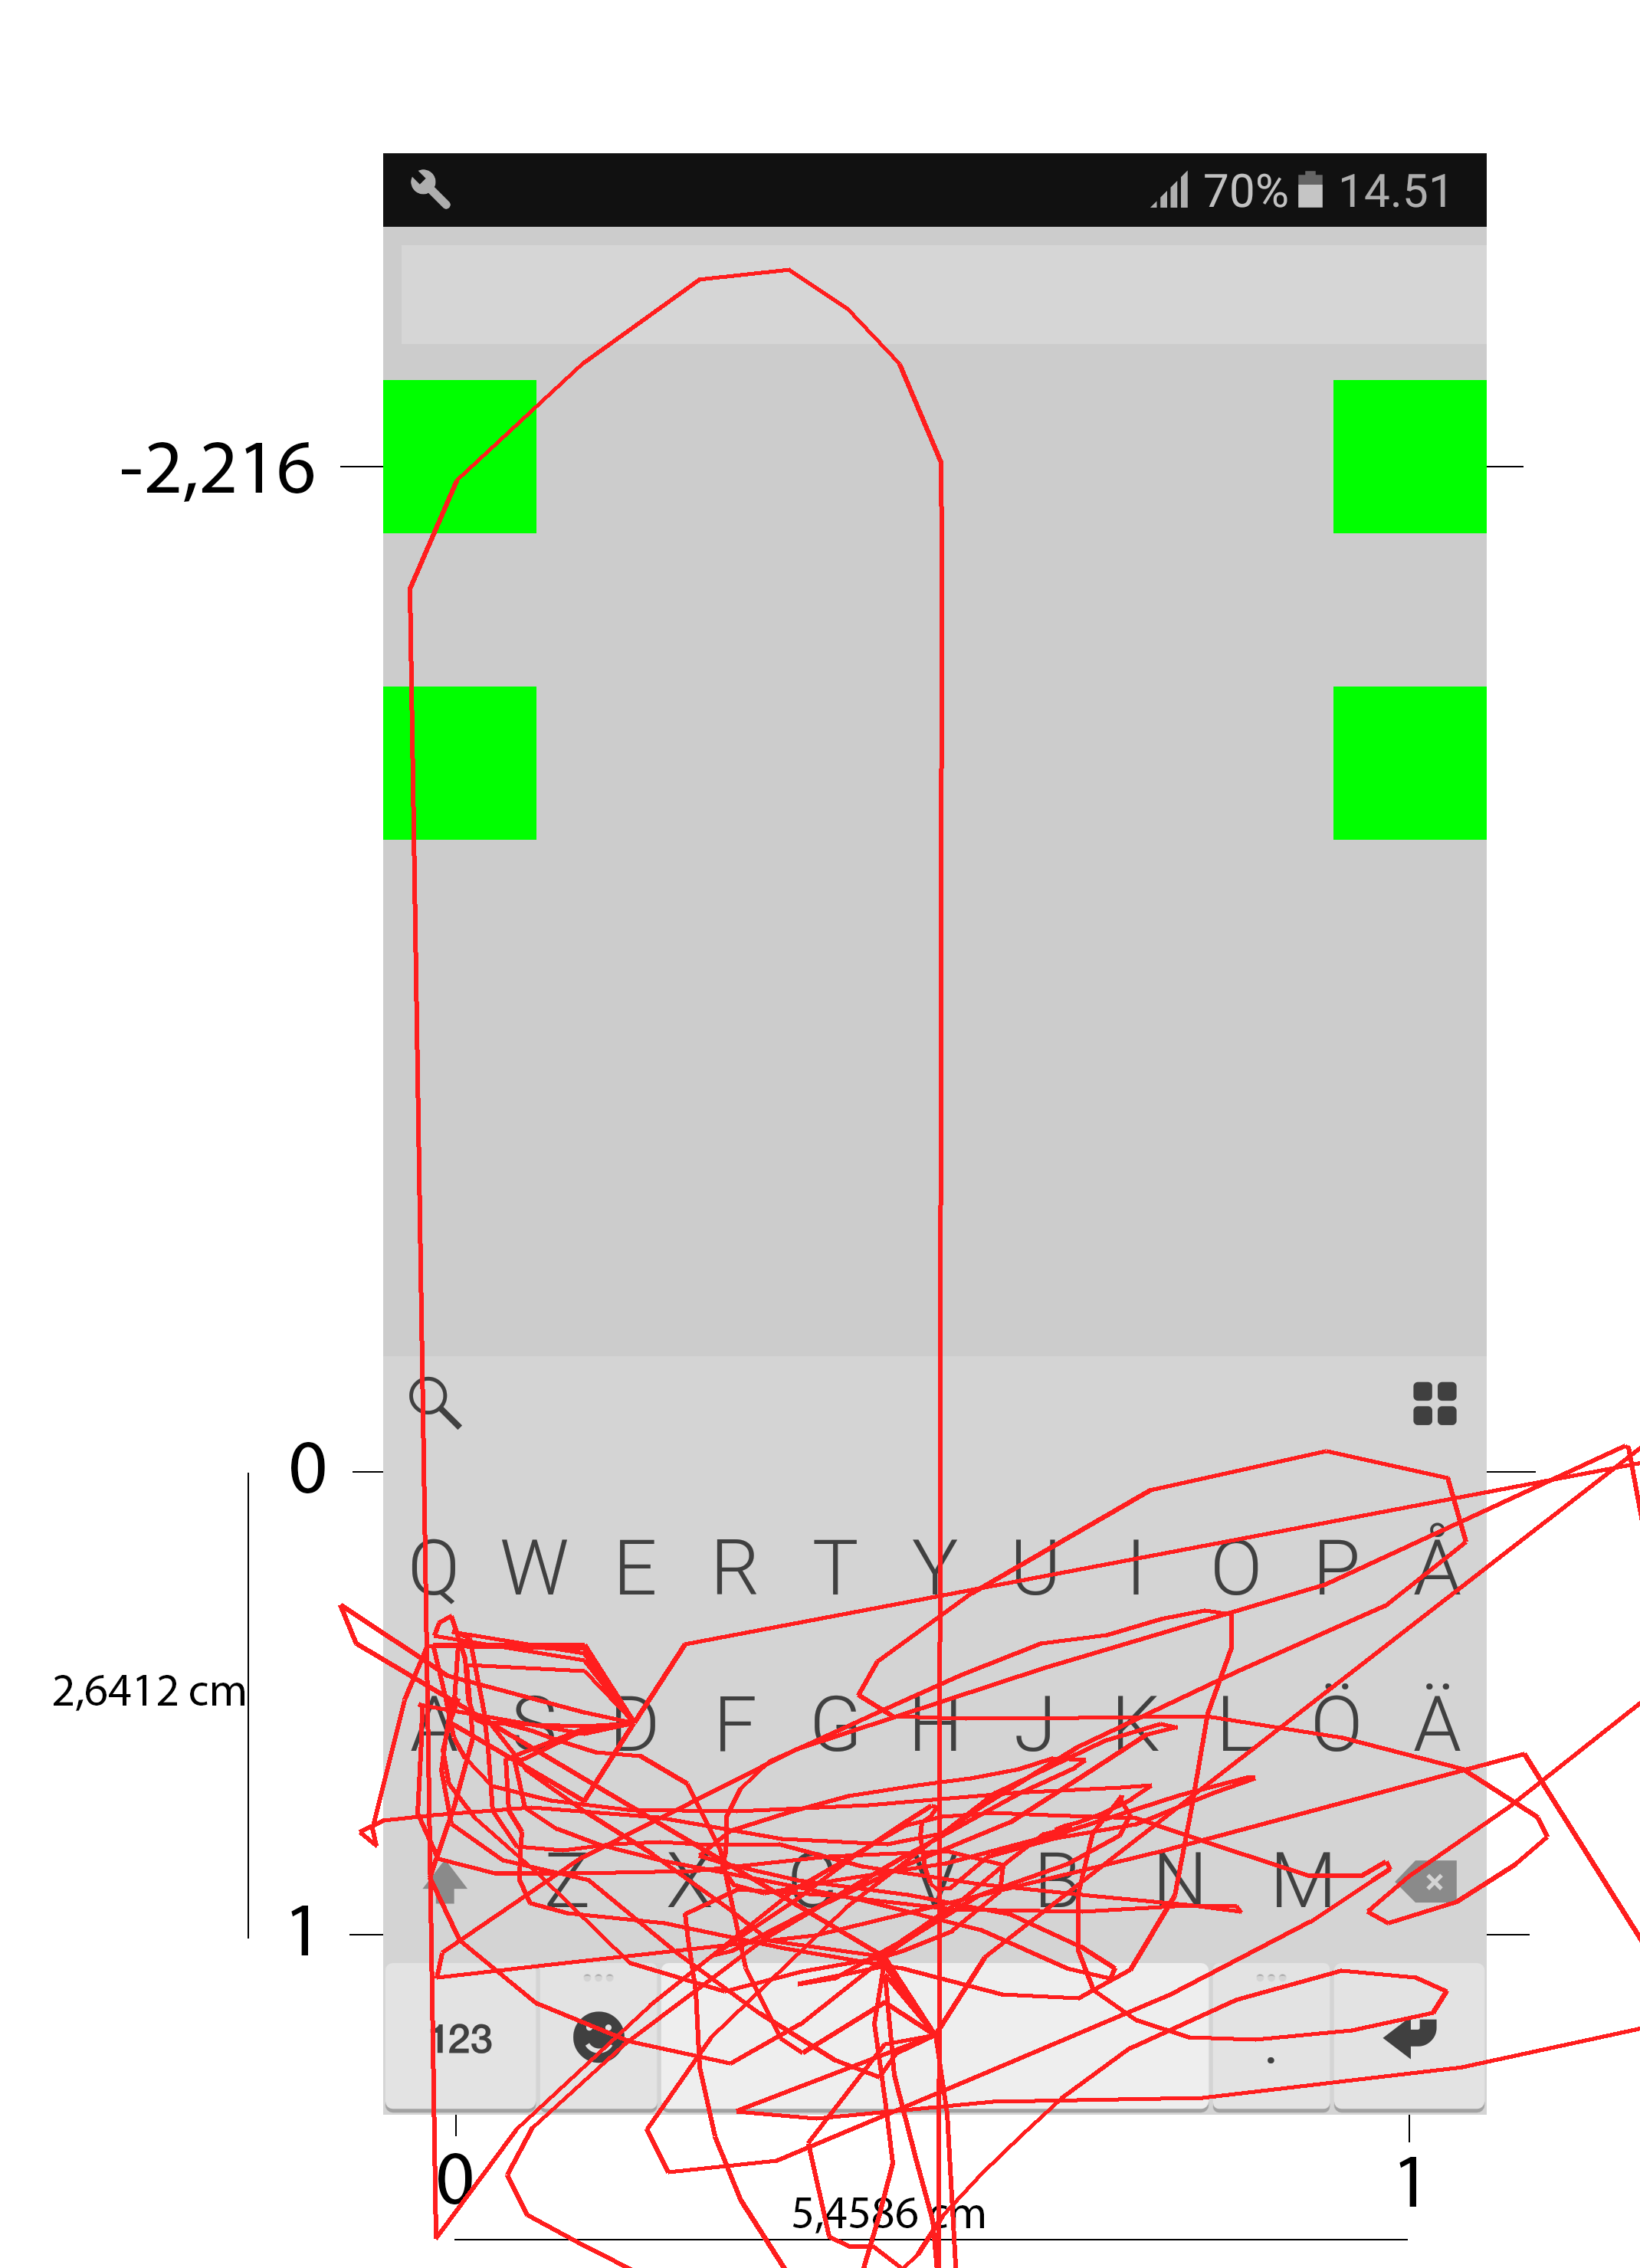 70% 14.51
-2,216
0
Q W E R T Y U I O P Å
2,6412 cm
A S D F G H J K L Ö Ä
Z X C V B N M
1
123 .
0 1
5,4586 cm